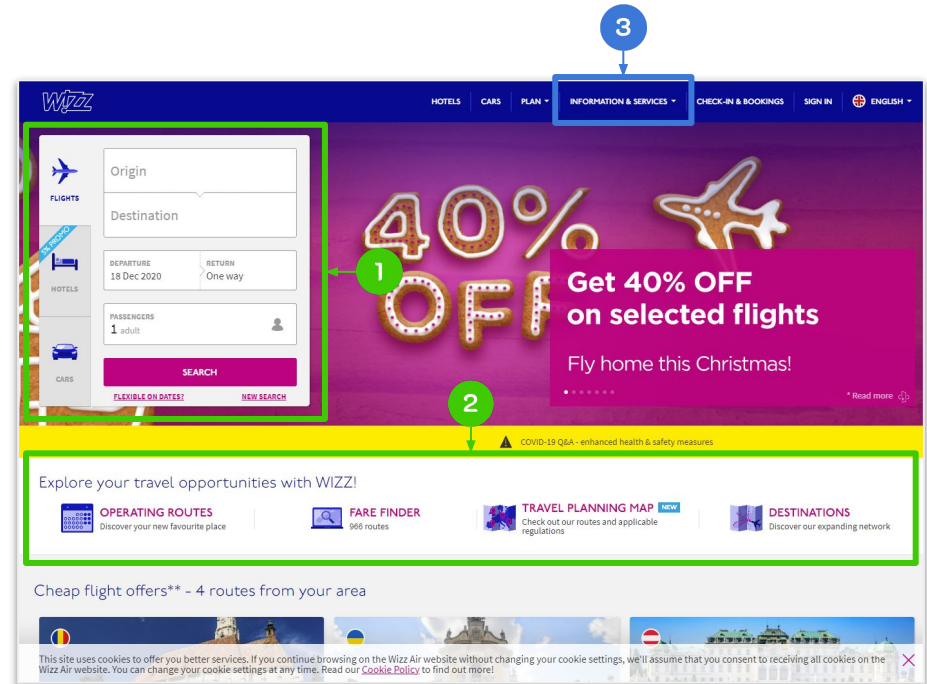 3
WIZZ
HOTELS CARS PLAN INFORMATION & SERVICES CHECK-IN & BOOKINGS SIGN IN ENGLISH
FLIGHTS
Origin
Destination
5% PROMO
HOTELS
DEPARTURE RETURN
18 Dec 2020 One way
PASSENGERS
1 adult
CARS
SEARCH
FLEXIBLE ON DATES? NEW SEARCH
1
40%
OFF
Get 40% OFF
on selected flights
Fly home this Christmas!
* Read more
2
COVID-19 Q&A - enhanced health & safety measures
Explore your travel opportunities with WIZZ!
OPERATING ROUTES
Discover your new favourite place
FARE FINDER
966 routes
TRAVEL PLANNING MAP NEW
Check out our routes and applicable
regulations
DESTINATIONS
Discover our expanding network
Cheap flight offers** - 4 routes from your area
This site uses cookies to offer you better services. If you continue browsing on the Wizz Air website without changing your cookie settings, we'll assume that you consent to receiving all cookies on the
Wizz Air website. You can change your cookie settings at any time. Read our Cookie Policy to find out more!